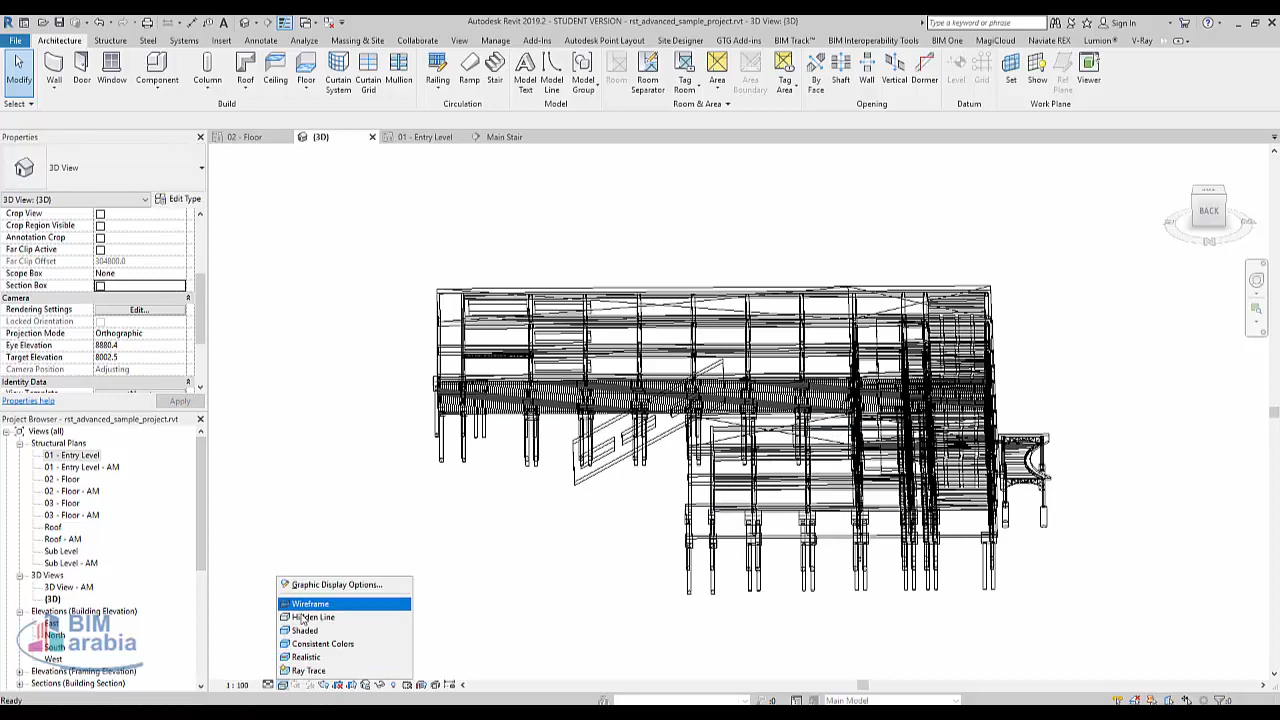 Autodesk Revit 2019.2 - STUDENT VERSION - rst_advanced_sample_project.rvt - 3D View: {3D}
Type a keyword or phrase
Sign In
File Architecture Structure Steel Systems Insert Annotate Analyze Massing & Site Collaborate View Manage Add-Ins Autodesk Point Layout Site Designer GTG Add-ins BIM Track™ BIM Interoperability Tools BIM One MagiCloud Naviate REX Lumion® V-Ray
Modify Wall Door Window Component Column Roof Ceiling Floor Curtain System Curtain Grid Mullion Railing Ramp Stair Model Text Model Line Model Group Room Room Separator Tag Room Area Area Boundary Tag Area By Face Shaft Wall Vertical Dormer Level Grid Set Show Ref Plane Viewer
Select Build Circulation Model Room & Area Opening Datum Work Plane
Properties
02 - Floor {3D} 01 - Entry Level Main Stair
3D View
3D View: {3D} Edit Type
Crop View
Crop Region Visible
Annotation Crop
Far Clip Active
Far Clip Offset 304800.0
Scope Box None
Section Box
Camera
Rendering Settings Edit...
Locked Orientation
Projection Mode Orthographic
Eye Elevation 8880.4
Target Elevation 8002.5
Camera Position Adjusting
Identity Data
View Template
Properties help Apply
BACK
Project Browser - rst_advanced_sample_project.rvt
Views (all)
Structural Plans
01 - Entry Level
01 - Entry Level - AM
02 - Floor
02 - Floor - AM
03 - Floor
03 - Floor - AM
Roof
Roof - AM
Sub Level
Sub Level - AM
3D Views
3D View - AM
{3D}
Elevations (Building Elevation)
East
North
South
West
Elevations (Framing Elevation)
Sections (Building Section)
BIM
arabia
Graphic Display Options...
Wireframe
Hidden Line
Shaded
Consistent Colors
Realistic
Ray Trace
1 : 100
Ready
:0
Main Model
:0